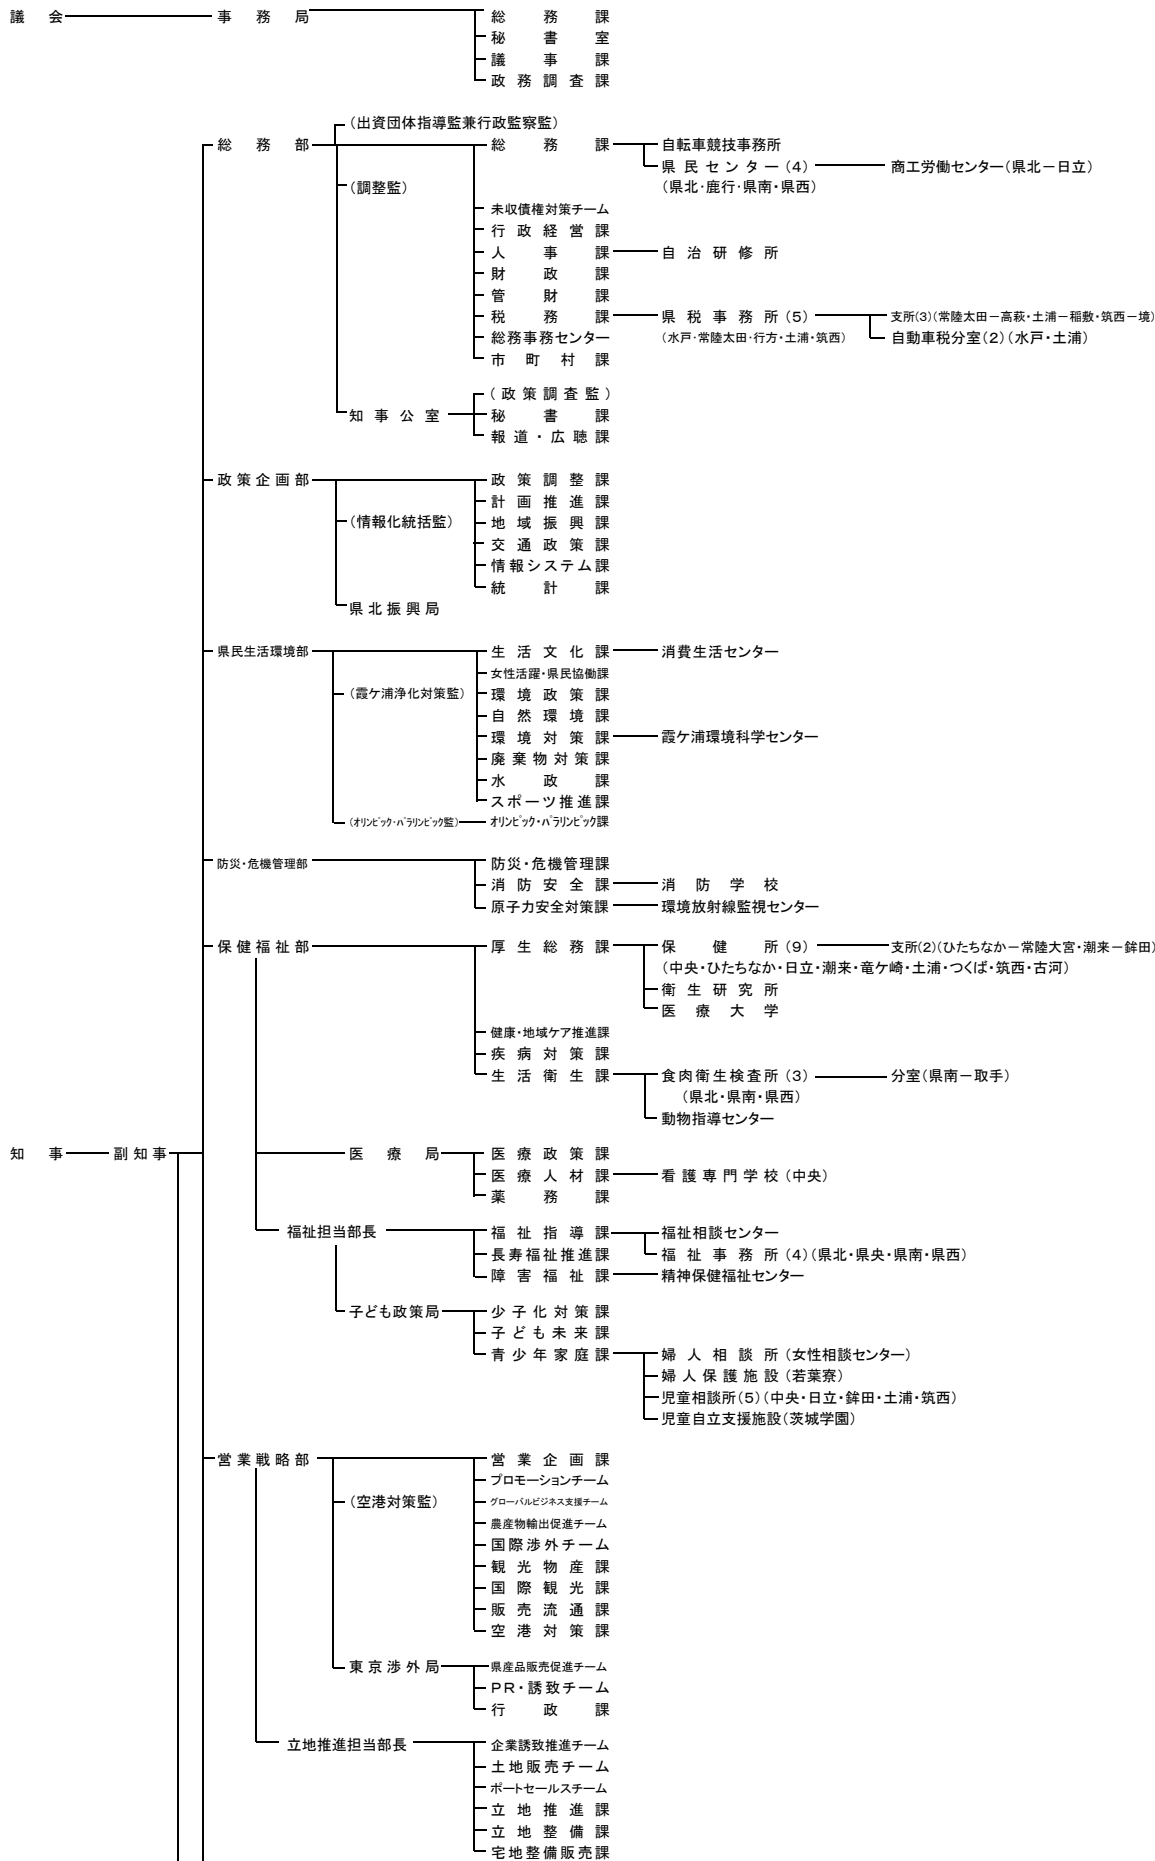 議会 事務局 総務課
秘書室
議事課
政務調査課
(出資団体指導監兼行政監察監)
総務部 総務課 自転車競技事務所
県民センター(4) 商工労働センター(県北－日立)
(調整監) (県北・鹿行・県南・県西)
未収債権対策チーム
行政経営課
人事課 自治研修所
財政課
管財課
税務課 県税事務所(5) 支所(3)(常陸太田－高萩・土浦－稲敷・筑西－境)
総務事務センター (水戸・常陸太田・行方・土浦・筑西) 自動車税分室(2)(水戸・土浦)
市町村課
(政策調査監)
知事公室 秘書課
報道・広聴課
政策企画部 政策調整課
計画推進課
(情報化統括監) 地域振興課
交通政策課
情報システム課
統計課
県北振興局
県民生活環境部 生活文化課 消費生活センター
女性活躍・県民協働課
(霞ケ浦浄化対策監) 環境政策課
自然環境課
環境対策課 霞ケ浦環境科学センター
廃棄物対策課
水政課
スポーツ推進課
(オリンピック・パラリンピック監) オリンピック・パラリンピック課
防災・危機管理部 防災・危機管理課
消防安全課 消防学校
原子力安全対策課 環境放射線監視センター
保健福祉部 厚生総務課 保健所(9) 支所(2)(ひたちなか－常陸大宮・潮来－鉾田)
(中央・ひたちなか・日立・潮来・竜ケ崎・土浦・つくば・筑西・古河)
衛生研究所
医療大学
健康・地域ケア推進課
疾病対策課
生活衛生課 食肉衛生検査所(3) 分室(県南－取手)
(県北・県南・県西)
動物指導センター
知事 副知事 医療局 医療政策課
医療人材課 看護専門学校(中央)
薬務課
福祉担当部長 福祉指導課 福祉相談センター
長寿福祉推進課 福祉事務所(4)(県北・県央・県南・県西)
障害福祉課 精神保健福祉センター
子ども政策局 少子化対策課
子ども未来課
青少年家庭課 婦人相談所(女性相談センター)
婦人保護施設(若葉寮)
児童相談所(5)(中央・日立・鉾田・土浦・筑西)
児童自立支援施設(茨城学園)
営業戦略部 営業企画課
プロモーションチーム
(空港対策監) グローバルビジネス支援チーム
農産物輸出促進チーム
国際渉外チーム
観光物産課
国際観光課
販売流通課
空港対策課
東京渉外局 県産品販売促進チーム
PR・誘致チーム
行政課
立地推進担当部長 企業誘致推進チーム
土地販売チーム
ポートセールスチーム
立地推進課
立地整備課
宅地整備販売課